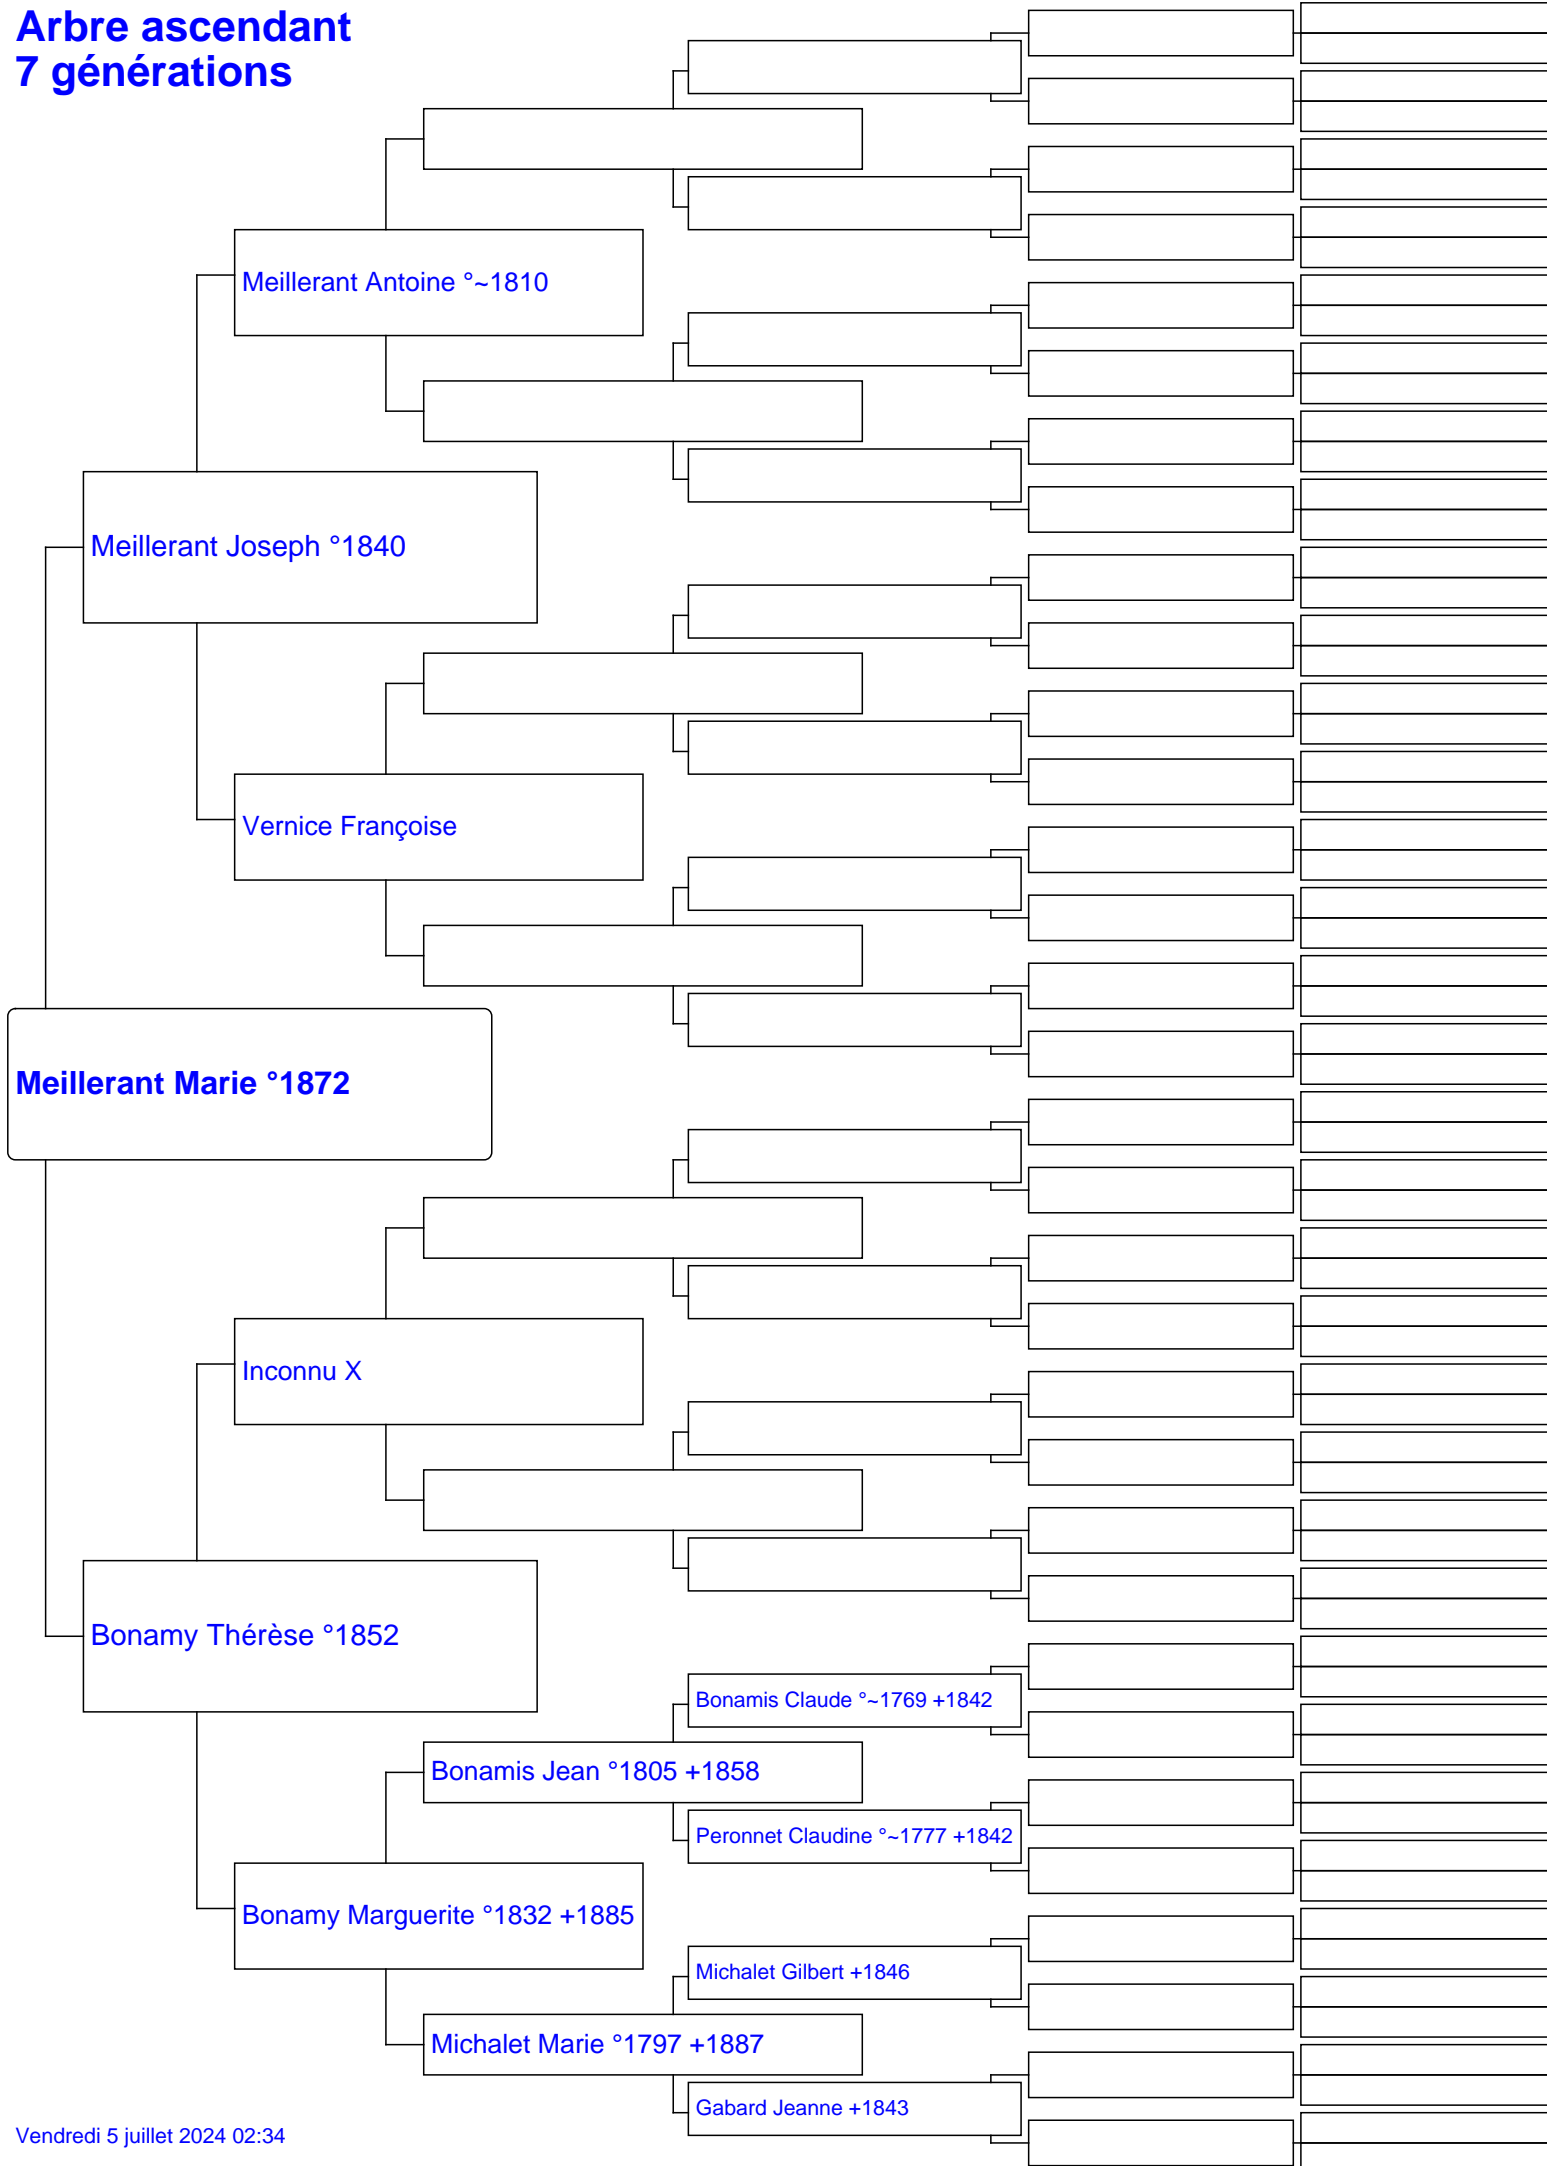 Arbre ascendant
7 générations
Meillerant Antoine °~1810
Meillerant Joseph °1840
Vernice Françoise
Meillerant Marie °1872
Inconnu X
Bonamy Thérèse °1852
Bonamis Claude °~1769 +1842
Bonamis Jean °1805 +1858
Peronnet Claudine °~1777 +1842
Bonamy Marguerite °1832 +1885
Michalet Gilbert +1846
Michalet Marie °1797 +1887
Gabard Jeanne +1843
Vendredi 5 juillet 2024 02:34